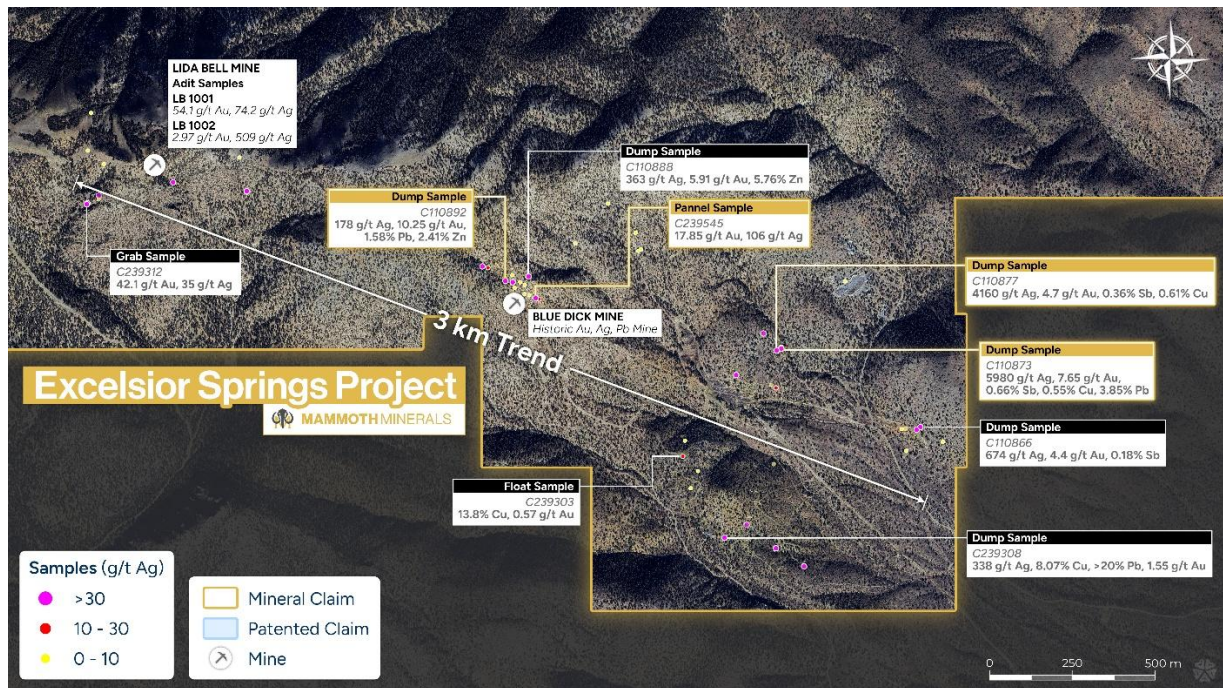 LIDA BELL MINE
Adit Samples
LB 1001
54.1 g/t Au, 74.2 g/t Ag
LB 1002
2.97 g/t Au, 509 g/t Ag
Dump Sample
C110888
363 g/t Ag, 5.91 g/t Au, 5.76% Zn
Dump Sample
C110892
178 g/t Ag, 10.25 g/t Au,
1.58% Pb, 2.41% Zn
Pannel Sample
C239545
17.85 g/t Au, 106 g/t Ag
Grab Sample
C239312
42.1 g/t Au, 35 g/t Ag
Dump Sample
C110877
4160 g/t Ag, 4.7 g/t Au, 0.36% Sb, 0.61% Cu
BLUE DICK MINE
Historic Au, Ag, Pb Mine
3 km Trend
Dump Sample
C110873
5980 g/t Ag, 7.65 g/t Au,
0.66% Sb, 0.55% Cu, 3.85% Pb
Excelsior Springs Project
MAMMOTH MINERALS
Dump Sample
C110866
674 g/t Ag, 4.4 g/t Au, 0.18% Sb
Float Sample
C239303
13.8% Cu, 0.57 g/t Au
Dump Sample
C239308
338 g/t Ag, 8.07% Cu, >20% Pb, 1.55 g/t Au
Samples (g/t Ag)
>30
10 - 30
0 - 10
Mineral Claim
Patented Claim
Mine
0 250 500 m